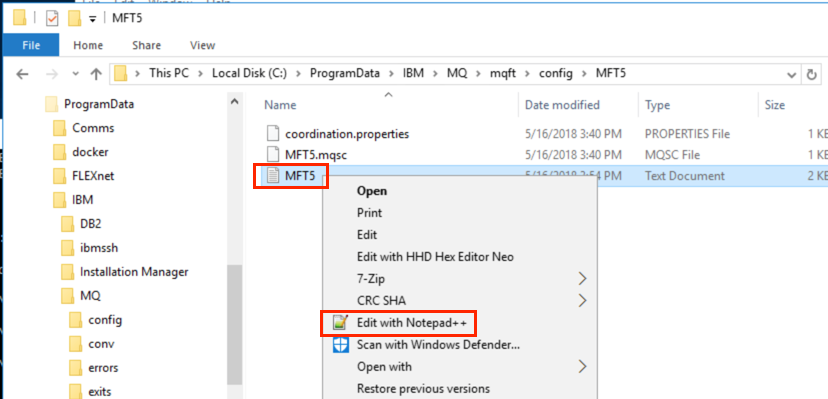 MFT5
File Home Share View
This PC > Local Disk (C:) > ProgramData > IBM > MQ > mqft > config > MFT5
ProgramData
Comms
docker
FLEXnet
IBM
DB2
ibmssh
Installation Manager
MQ
config
conv
errors
exits
Name Date modified Type Size
coordination.properties 5/16/2018 3:40 PM PROPERTIES File 1 KB
MFT5.mqsc 5/16/2018 3:40 PM MQSC File 1 KB
MFT5 5/16/2018 3:54 PM Text Document 2 KB
Open
Print
Edit
Edit with HHD Hex Editor Neo
7-Zip >
CRC SHA >
Edit with Notepad++
Scan with Windows Defender...
Open with >
Restore previous versions